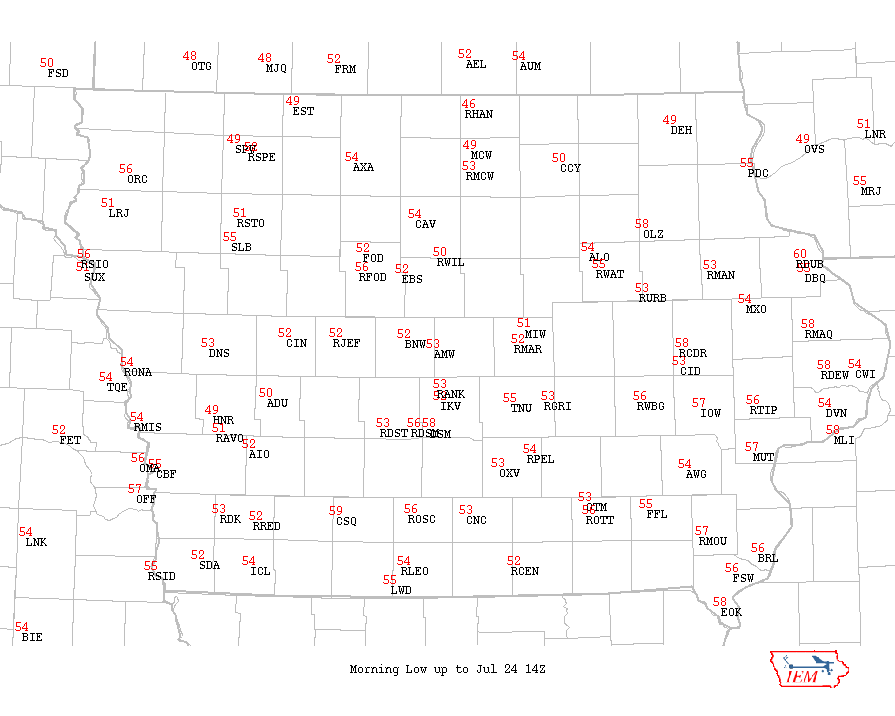 50 FSD
48 OTG
48 MJQ
52 FRM
52 AEL
54 AUM
49 EST
46 RHAN
49 DEH
51 LNR
49 OVS
49
RSPE
54 AXA
49 MCW
53 RMCW
50 CCY
55 PDC
55 MRJ
56 ORC
51 LRJ
51 RSTO
54 CAV
58 OLZ
55 SLB
52 FOD
56 RFOD
52 EBS
50 RWIL
54 ALO
55 RWAT
53 RMAN
60 RDUB
DBQ
56 RSIO
SUX
53 RURB
54 MXO
58 RMAQ
53 DNS
52 CIN
52 RJEF
52 BNW
53 AMW
51 MIW
52 RMAR
58 RCDR
53 CID
58 RDEW
54 CWI
54 RONA
54 TQE
50 ADU
53 RANK
IKV
55 TNU
53 RGRI
56 RWBG
57 IOW
56 RTIP
54 DVN
58 MLI
49 HNR
51 RAVO
54 RMIS
52 FET
52 AIO
53 RDST
56
58 DSM
54 RPEL
53 OXV
54 AWG
57 MUT
56 OMA
55 CBF
57 OFF
53 RDK
52 RRED
59 CSQ
56 ROSC
53 CNC
53 OTM
ROTT
55 FFL
57 RMOU
56 BRL
54 LNK
55 RSID
52 SDA
54 ICL
54 RLEO
55 LWD
52 RCEN
56 FSW
58 EOK
54 BIE
Morning Low up to Jul 24 14Z
IEM